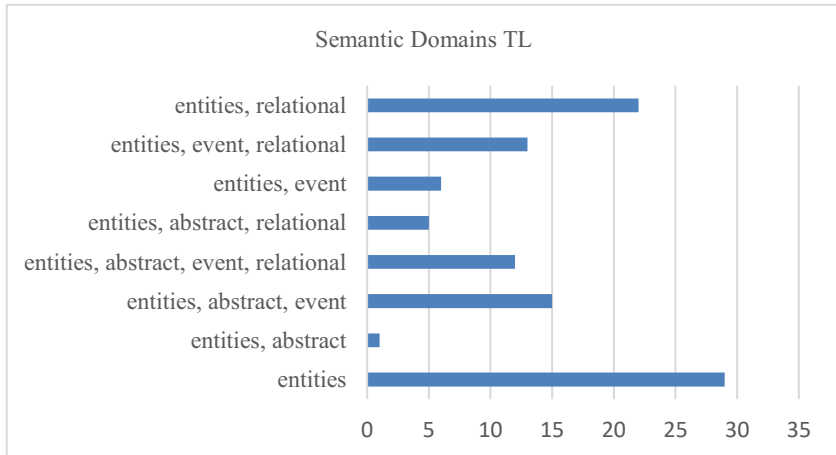 Semantic Domains TL
entities, relational
entities, event, relational
entities, event
entities, abstract, relational
entities, abstract, event, relational
entities, abstract, event
entities, abstract
entities
0 5 10 15 20 25 30 35